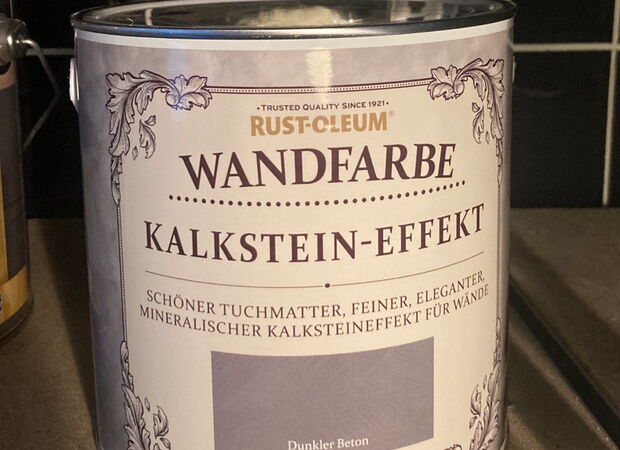 • TRUSTED QUALITY SINCE 1921 •
RUST-OLEUM®
WANDFARBE
KALKSTEIN-EFFEKT
SCHÖNER TUCHMATTER, FEINER, ELEGANTER,
MINERALISCHER KALKSTEINEFFEKT FÜR WÄNDE
Dunkler Beton